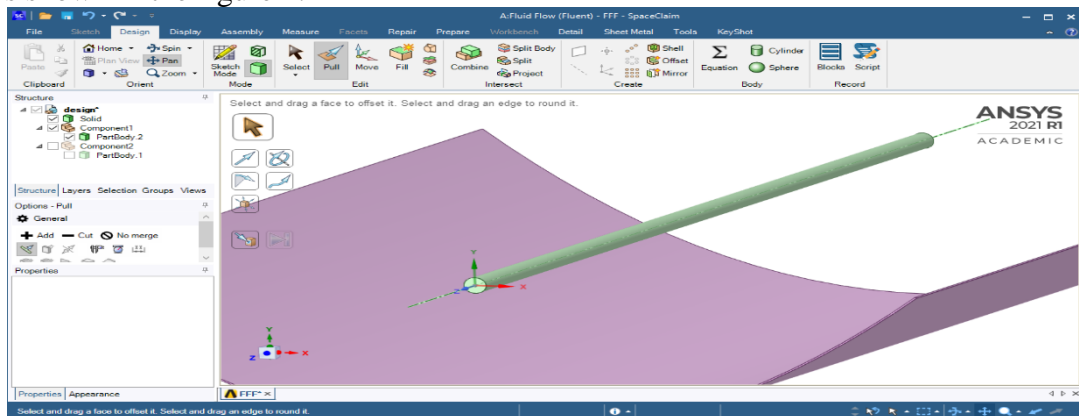 A:Fluid Flow (Fluent) - FFF - SpaceClaim
File Sketch Design Display Assembly Measure Facets Repair Prepare Workbench Detail Sheet Metal Tools KeyShot
Home Spin Split Body Shell Cylinder
Plan View Pan Split Offset
Paste Zoom Sketch Mode Select Pull Move Fill Combine Project Mirror Equation Sphere Blocks Script
Clipboard Orient Mode Edit Intersect Create Body Record
Structure
design*
Solid
Component1
PartBody.2
Component2
PartBody.1
Structure Layers Selection Groups Views
Options - Pull
General
Add Cut No merge
Properties
Properties Appearance
Select and drag a face to offset it. Select and drag an edge to round it.
ANSYS
2021 R1
ACADEMIC
Y
Z X
Y
Z X
FFF*
Select and drag a face to offset it. Select and drag an edge to round it.